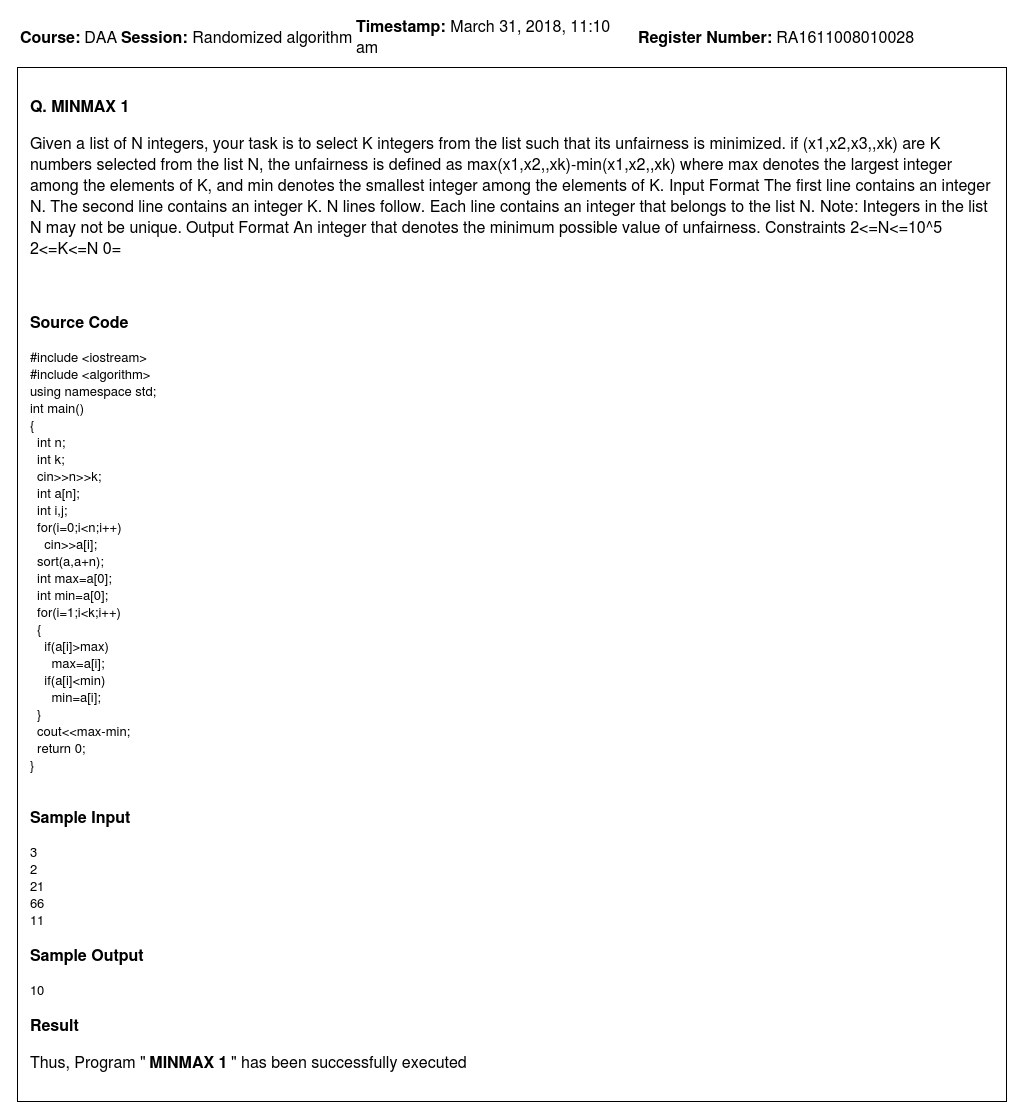 Course: DAA Session: Randomized algorithm Timestamp: March 31, 2018, 11:10 am Register Number: RA1611008010028
Q. MINMAX 1
Given a list of N integers, your task is to select K integers from the list such that its unfairness is minimized. if (x1,x2,x3,,xk) are K
numbers selected from the list N, the unfairness is defined as max(x1,x2,,xk)-min(x1,x2,,xk) where max denotes the largest integer
among the elements of K, and min denotes the smallest integer among the elements of K. Input Format The first line contains an integer
N. The second line contains an integer K. N lines follow. Each line contains an integer that belongs to the list N. Note: Integers in the list
N may not be unique. Output Format An integer that denotes the minimum possible value of unfairness. Constraints 2<=N<=10^5
2<=K<=N 0=
Source Code
#include <iostream>
#include <algorithm>
using namespace std;
int main()
{
  int n;
  int k;
  cin>>n>>k;
  int a[n];
  int i,j;
  for(i=0;i<n;i++)
    cin>>a[i];
  sort(a,a+n);
  int max=a[0];
  int min=a[0];
  for(i=1;i<k;i++)
  {
    if(a[i]>max)
      max=a[i];
    if(a[i]<min)
      min=a[i];
  }
  cout<<max-min;
  return 0;
}
Sample Input
3
2
21
66
11
Sample Output
10
Result
Thus, Program " MINMAX 1 " has been successfully executed